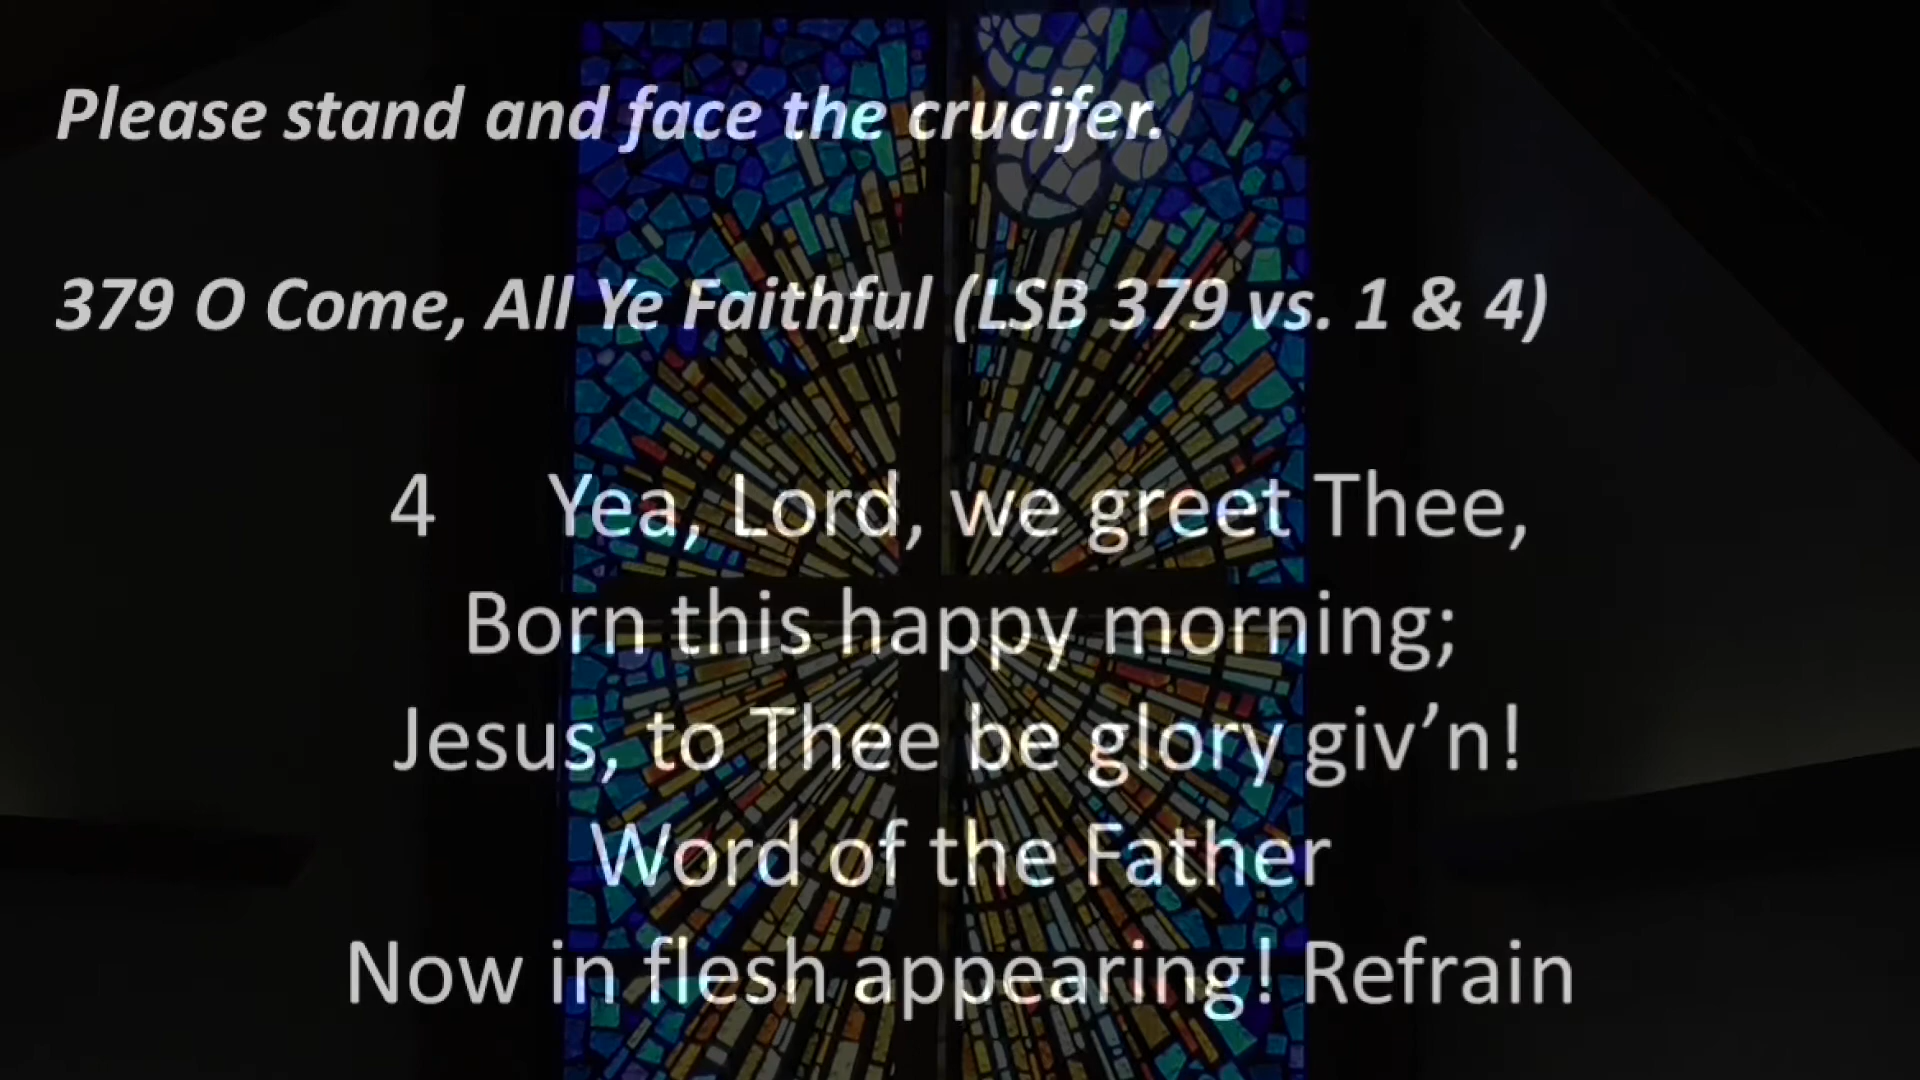 Please stand and face the crucifer.
379 O Come, All Ye Faithful (LSB 379 vs. 1 & 4)
4 Yea, Lord, we greet Thee,
Born this happy morning;
Jesus, to Thee be glory giv’n!
Word of the Father
Now in flesh appearing! Refrain